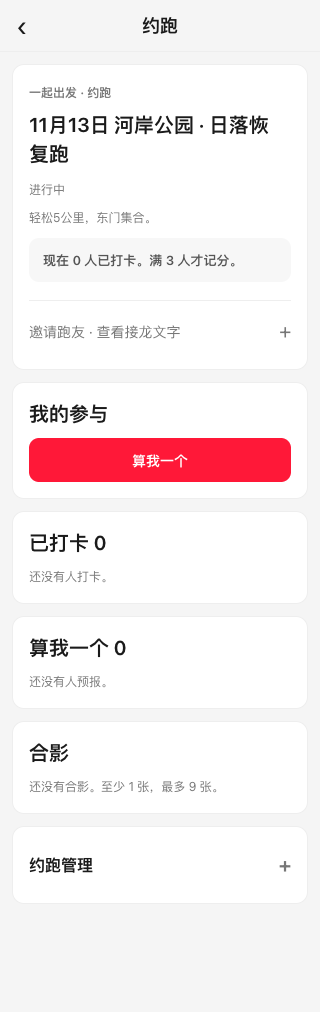 约跑
一起出发 · 约跑
11月13日 河岸公园 · 日落恢
复跑
进行中
轻松5公里，东门集合。
现在 0 人已打卡。满 3 人才记分。
邀请跑友 · 查看接龙文字
我的参与
算我一个
已打卡 0
还没有人打卡。
算我一个 0
还没有人预报。
合影
还没有合影。至少 1 张，最多 9 张。
约跑管理